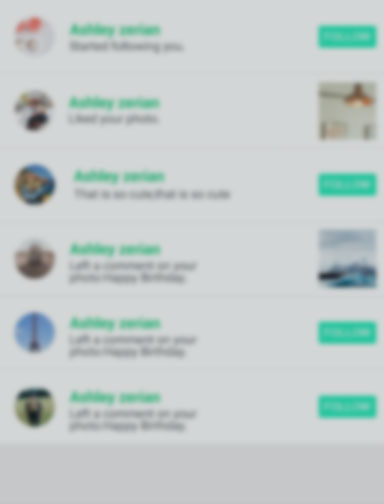 Ashley zerian
Started following you.
FOLLOW
Ashley zerian
Liked your photo.
Ashley zerian
That is so cute,that is so cute
FOLLOW
Ashley zerian
Left a comment on your
photo:Happy Birthday.
Ashley zerian
Left a comment on your
photo:Happy Birthday.
FOLLOW
Ashley zerian
Left a comment on your
photo:Happy Birthday.
FOLLOW